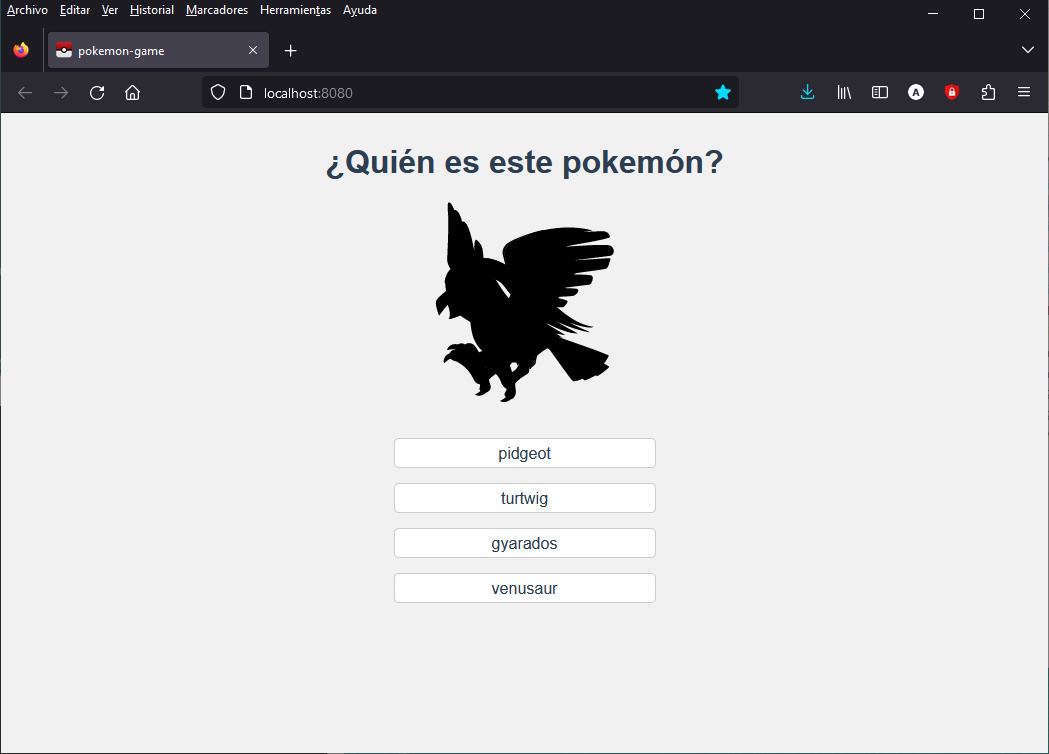 Archivo Editar Ver Historial Marcadores Herramientas Ayuda
pokemon-game
localhost:8080
A
¿Quién es este pokemón?
pidgeot
turtwig
gyarados
venusaur